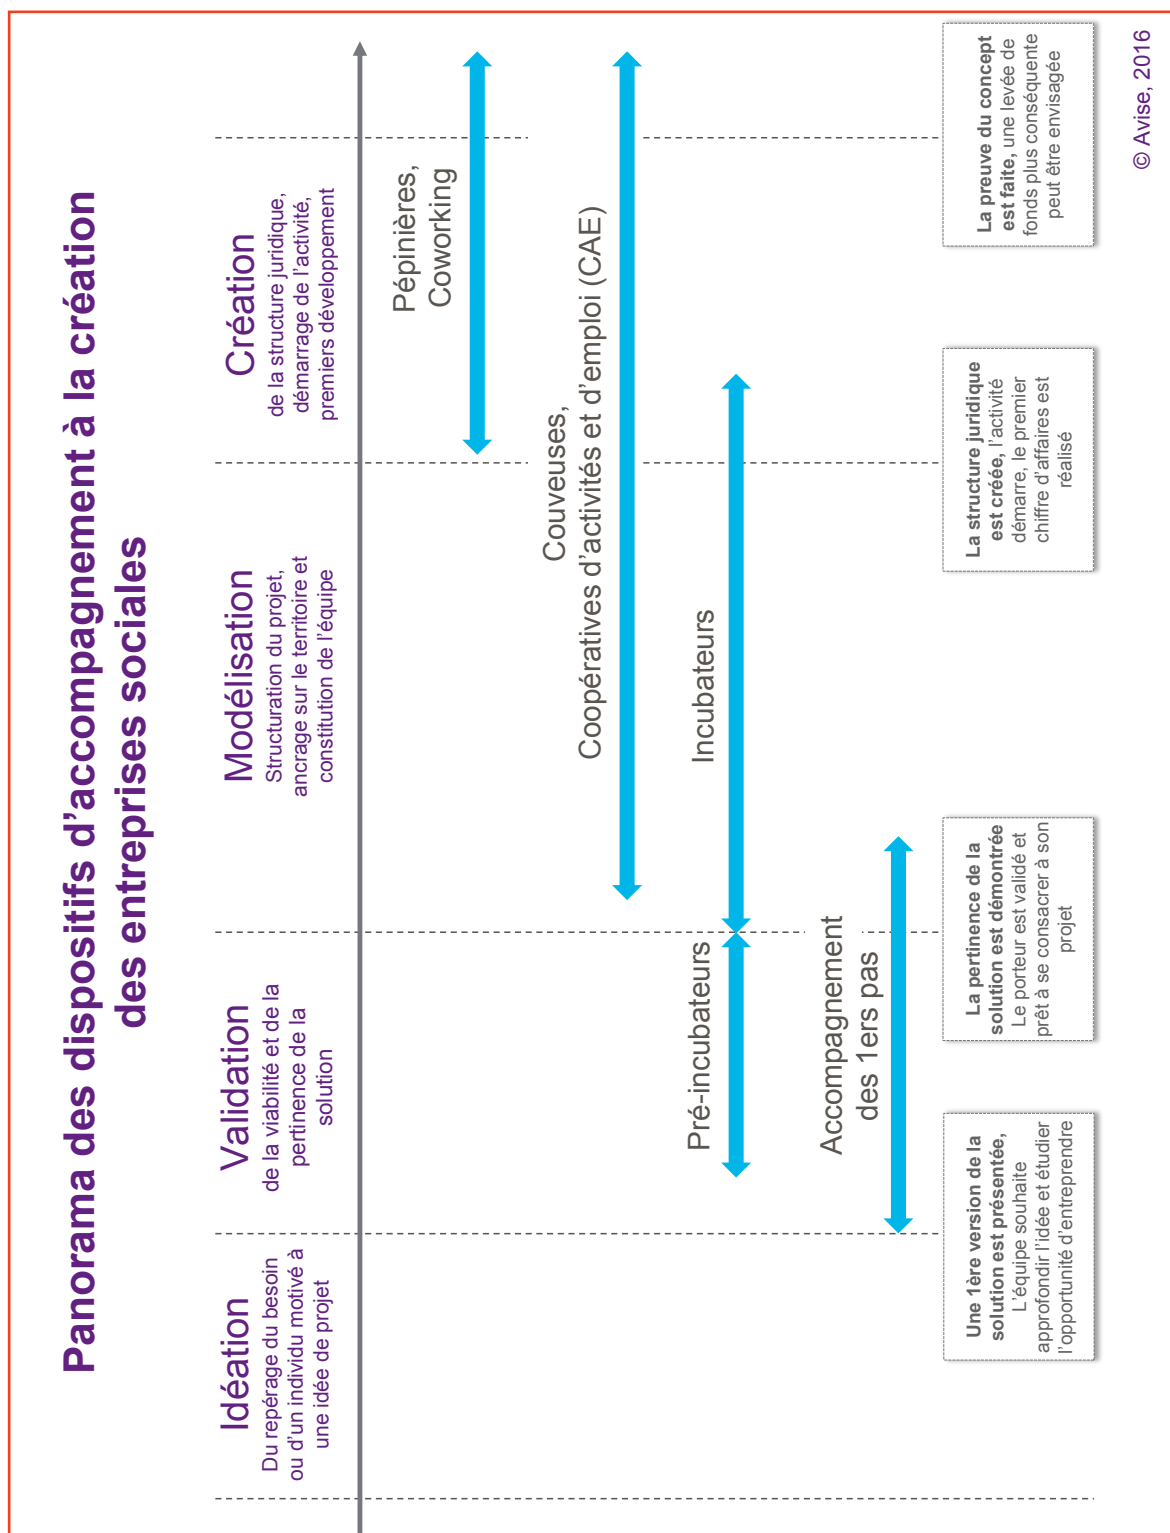 Panorama des dispositifs d’accompagnement à la création
des entreprises sociales
Idéation
Du repérage du besoin
ou d’un individu motivé à
une idée de projet
Validation
de la viabilité et de la
pertinence de la
solution
Modélisation
Structuration du projet,
ancrage sur le territoire et
constitution de l’équipe
Création
de la structure juridique,
démarrage de l’activité,
premiers développement
Pépinières,
Coworking
Couveuses,
Coopératives d’activités et d’emploi (CAE)
Pré-incubateurs
Incubateurs
Accompagnement
des 1ers pas
Une 1ère version de la
solution est présentée,
L’équipe souhaite
approfondir l’idée et étudier
l’opportunité d’entreprendre
La pertinence de la
solution est démontrée
Le porteur est validé et
prêt à se consacrer à son
projet
La structure juridique
est créée, l’activité
démarre, le premier
chiffre d’affaires est
réalisé
La preuve du concept
est faite, une levée de
fonds plus conséquente
peut être envisagée
© Avise, 2016